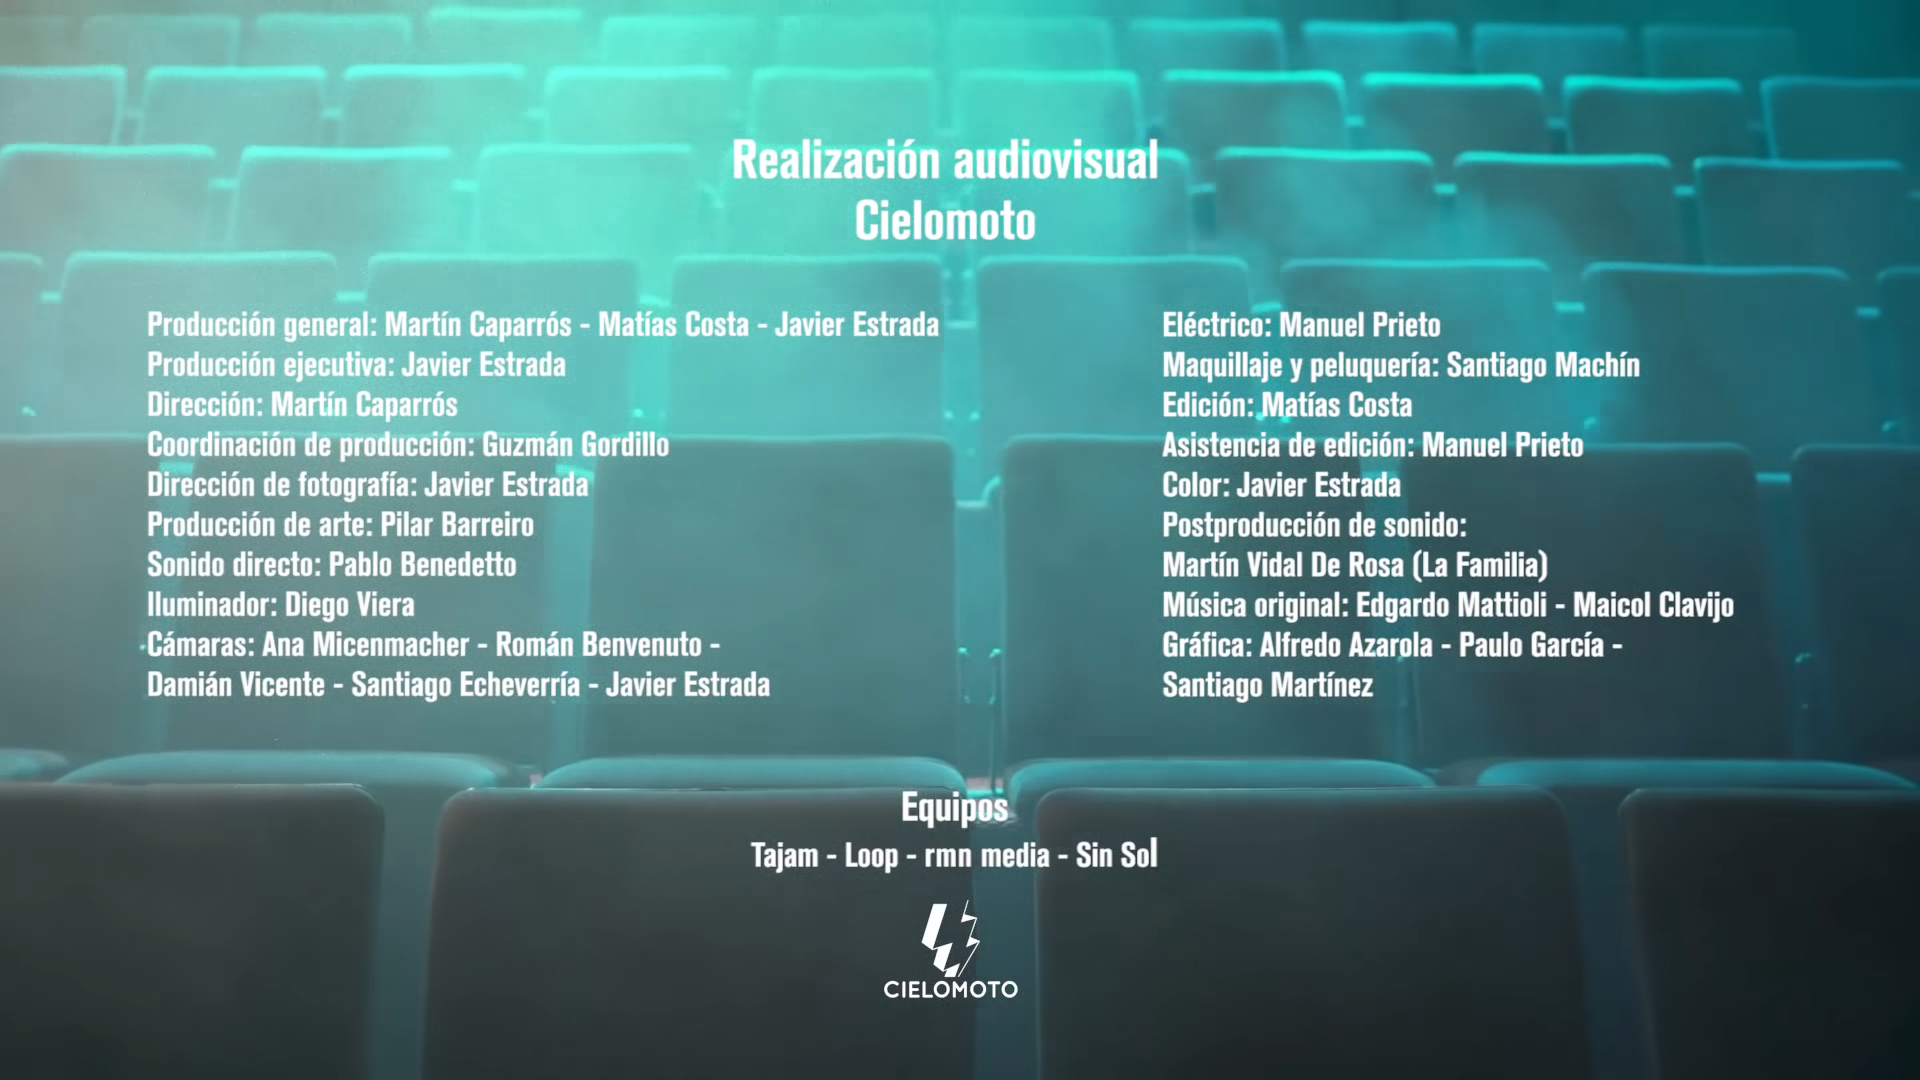 Realización audiovisual
Cielomoto
Producción general: Martín Caparrós - Matías Costa - Javier Estrada
Producción ejecutiva: Javier Estrada
Dirección: Martín Caparrós
Coordinación de producción: Guzmán Gordillo
Dirección de fotografía: Javier Estrada
Producción de arte: Pilar Barreiro
Sonido directo: Pablo Benedetto
Iluminador: Diego Viera
Cámaras: Ana Micenmacher - Román Benvenuto -
Damián Vicente - Santiago Echeverría - Javier Estrada
Eléctrico: Manuel Prieto
Maquillaje y peluquería: Santiago Machín
Edición: Matías Costa
Asistencia de edición: Manuel Prieto
Color: Javier Estrada
Postproducción de sonido:
Martín Vidal De Rosa (La Familia)
Música original: Edgardo Mattioli - Maicol Clavijo
Gráfica: Alfredo Azarola - Paulo García -
Santiago Martínez
Equipos
Tajam - Loop - rmn media - Sin Sol
CIELOMOTO